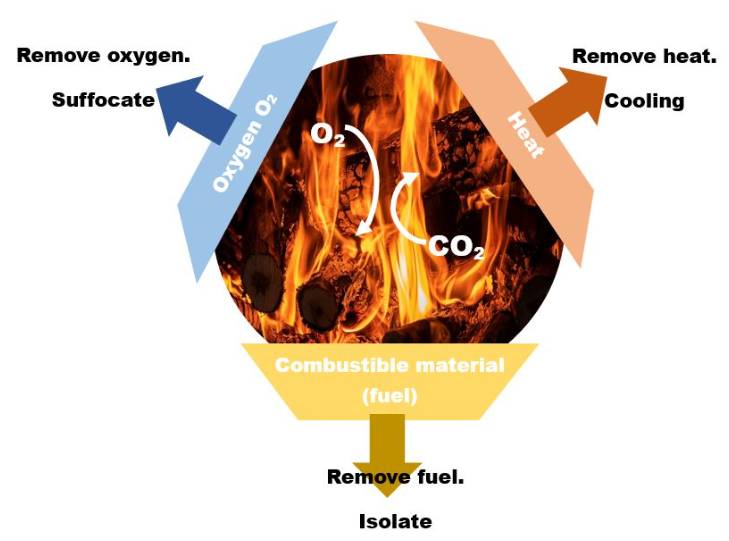 Remove oxygen.
Suffocate
Oxygen O₂
Remove heat.
Cooling
Heat
O₂
CO₂
Combustible material
(fuel)
Remove fuel.
Isolate